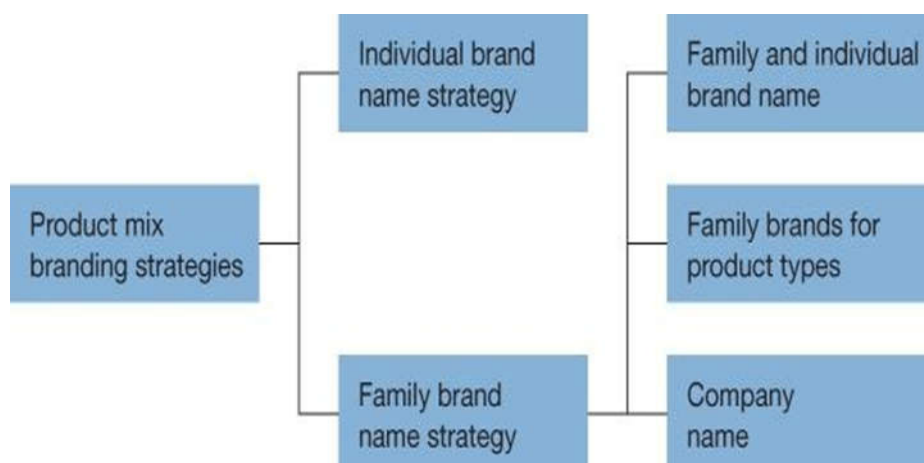 Individual brand
name strategy
Family and individual
brand name
Product mix
branding strategies
Family brands for
product types
Family brand
name strategy
Company
name